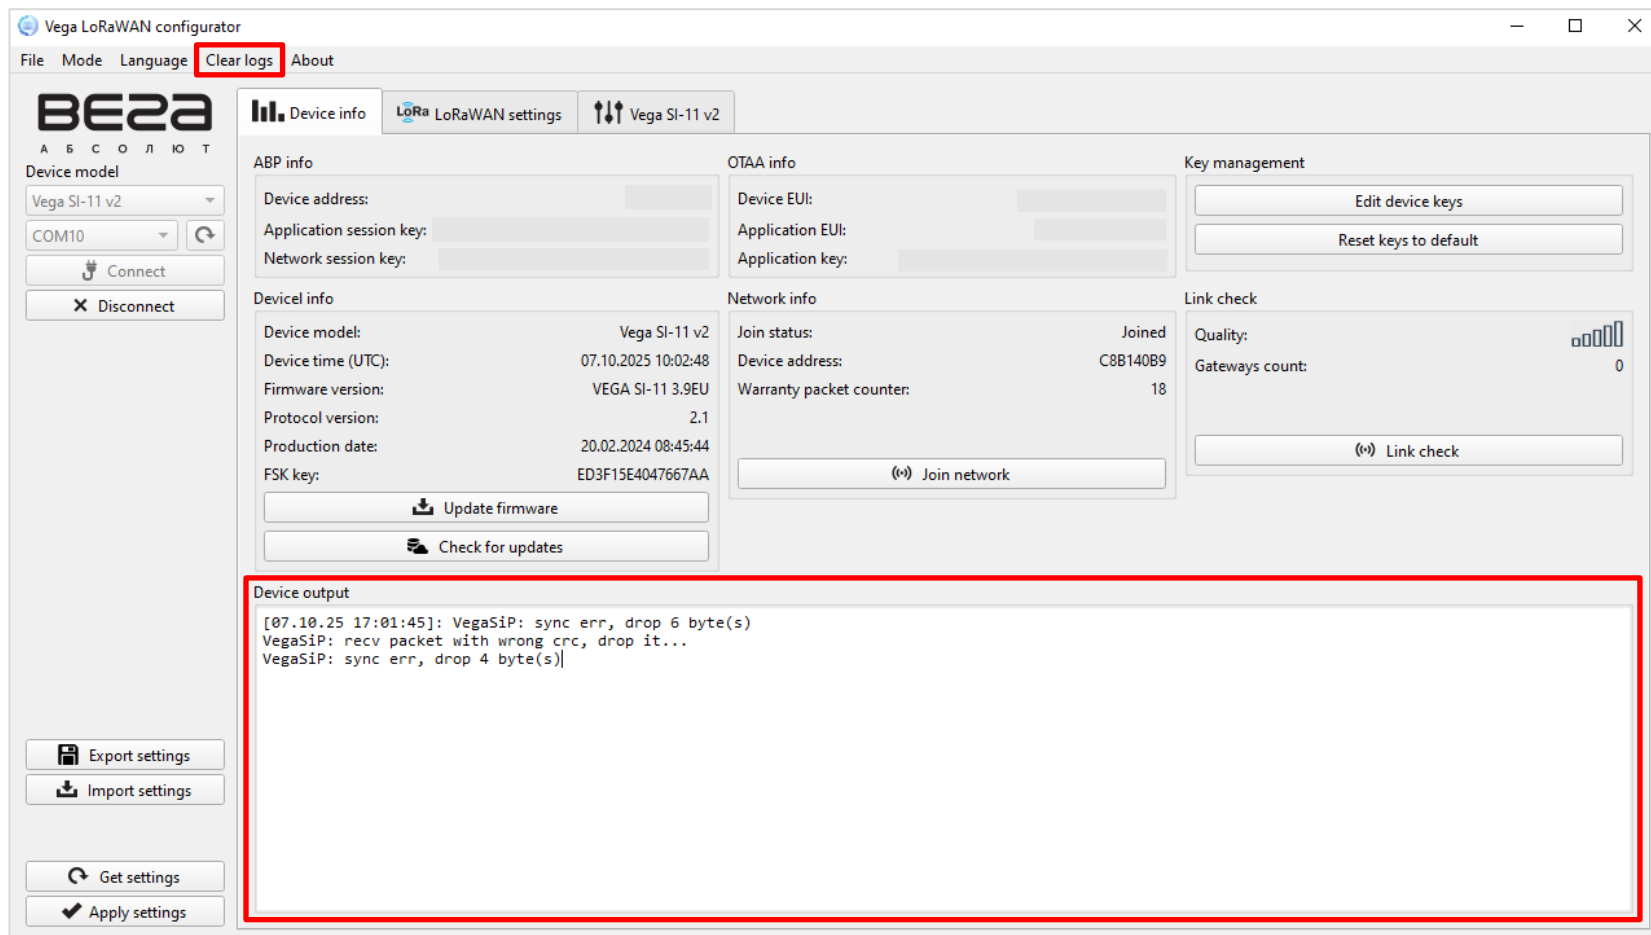 Vega LoRaWAN configurator
File Mode Language Clear logs About
ВЕГА
АБСОЛЮТ
Device model
Vega SI-11 v2
COM10
Connect
Disconnect
Export settings
Import settings
Get settings
Apply settings
Device info
LoRa LoRaWAN settings
Vega SI-11 v2
ABP info
Device address:
Application session key:
Network session key:
OTAA info
Device EUI:
Application EUI:
Application key:
Key management
Edit device keys
Reset keys to default
Devicel info
Device model: Vega SI-11 v2
Device time (UTC): 07.10.2025 10:02:48
Firmware version: VEGA SI-11 3.9EU
Protocol version: 2.1
Production date: 20.02.2024 08:45:44
FSK key: ED3F15E4047667AA
Update firmware
Check for updates
Network info
Join status: Joined
Device address: C8B140B9
Warranty packet counter: 18
Join network
Link check
Quality:
Gateways count: 0
Link check
Device output
[07.10.25 17:01:45]: VegaSiP: sync err, drop 6 byte(s)
VegaSiP: recv packet with wrong crc, drop it...
VegaSiP: sync err, drop 4 byte(s)